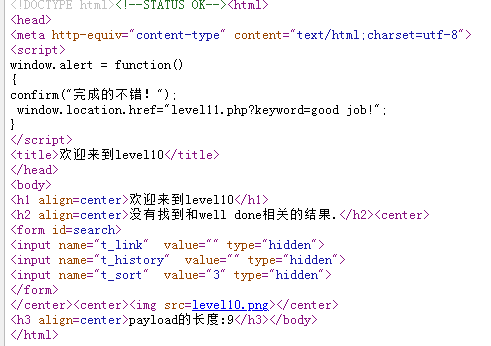 <!DOCTYPE html><!--STATUS OK--><html>
<head>
<meta http-equiv="content-type" content="text/html;charset=utf-8">
<script>
window.alert = function()
{
confirm("完成的不错！");
 window.location.href="level11.php?keyword=good job!";
}
</script>
<title>欢迎来到level10</title>
</head>
<body>
<h1 align=center>欢迎来到level10</h1>
<h2 align=center>没有找到和well done相关的结果.</h2><center>
<form id=search>
<input name="t_link"  value="" type="hidden">
<input name="t_history"  value="" type="hidden">
<input name="t_sort"  value="3" type="hidden">
</form>
</center><center><img src=level10.png></center>
<h3 align=center>payload的长度:9</h3></body>
</html>